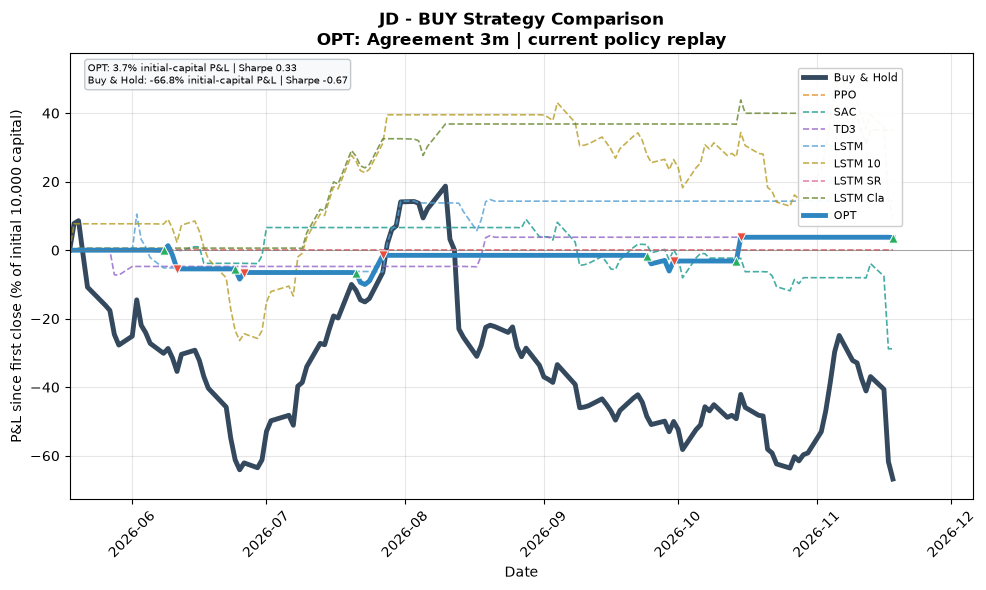 JD - BUY Strategy Comparison
OPT: Agreement 3m | current policy replay
OPT: 3.7% initial-capital P&L | Sharpe 0.33
Buy & Hold: -66.8% initial-capital P&L | Sharpe -0.67
Buy & Hold
PPO
SAC
TD3
LSTM
LSTM 10
LSTM SR
LSTM Cla
OPT
P&L since first close (% of initial 10,000 capital)
40
20
0
−20
−40
−60
2026-06
2026-07
2026-08
2026-09
2026-10
2026-11
2026-12
Date